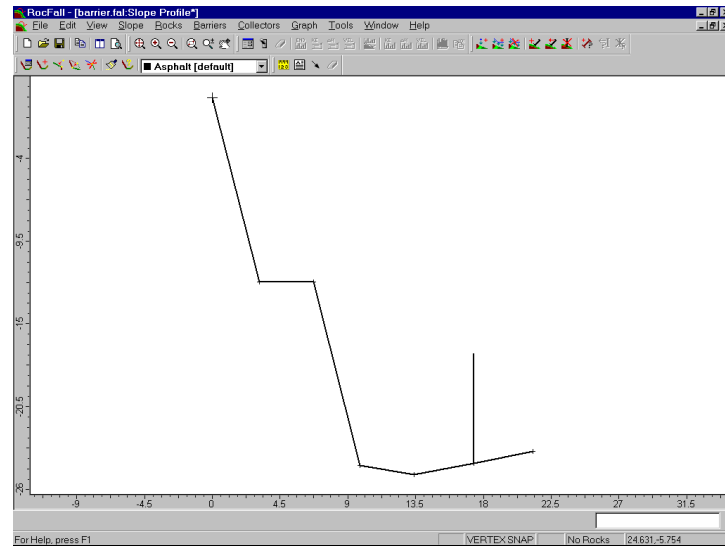 RocFall - [barrier.fal:Slope Profile*]
File Edit View Slope Rocks Barriers Collectors Graph Tools Window Help
Asphalt [default]
-4
-9.5
-15
-20.5
-26
-9 -4.5 0 4.5 9 13.5 18 22.5 27 31.5
For Help, press F1 VERTEX SNAP No Rocks 24.631,-5.754